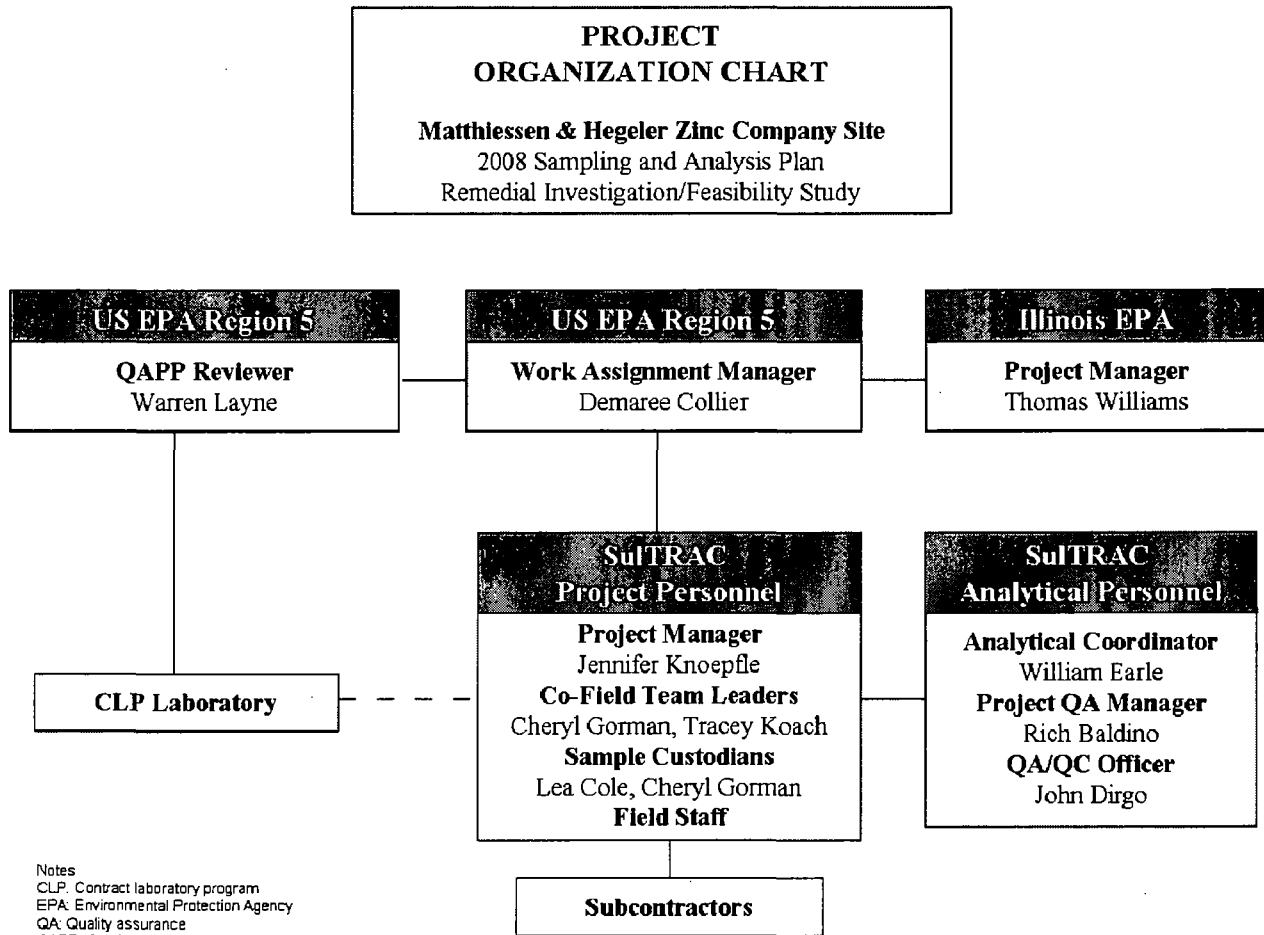 PROJECT
ORGANIZATION CHART
Matthiessen & Hegeler Zinc Company Site
2008 Sampling and Analysis Plan
Remedial Investigation/Feasibility Study
US EPA Region 5
QAPP Reviewer
Warren Layne
US EPA Region 5
Work Assignment Manager
Demaree Collier
Illinois EPA
Project Manager
Thomas Williams
CLP Laboratory
SulTRAC
Project Personnel
Project Manager
Jennifer Knoepfle
Co-Field Team Leaders
Cheryl Gorman, Tracey Koach
Sample Custodians
Lea Cole, Cheryl Gorman
Field Staff
SulTRAC
Analytical Personnel
Analytical Coordinator
William Earle
Project QA Manager
Rich Baldino
QA/QC Officer
John Dirgo
Subcontractors
Notes
CLP: Contract laboratory program
EPA: Environmental Protection Agency
QA: Quality assurance